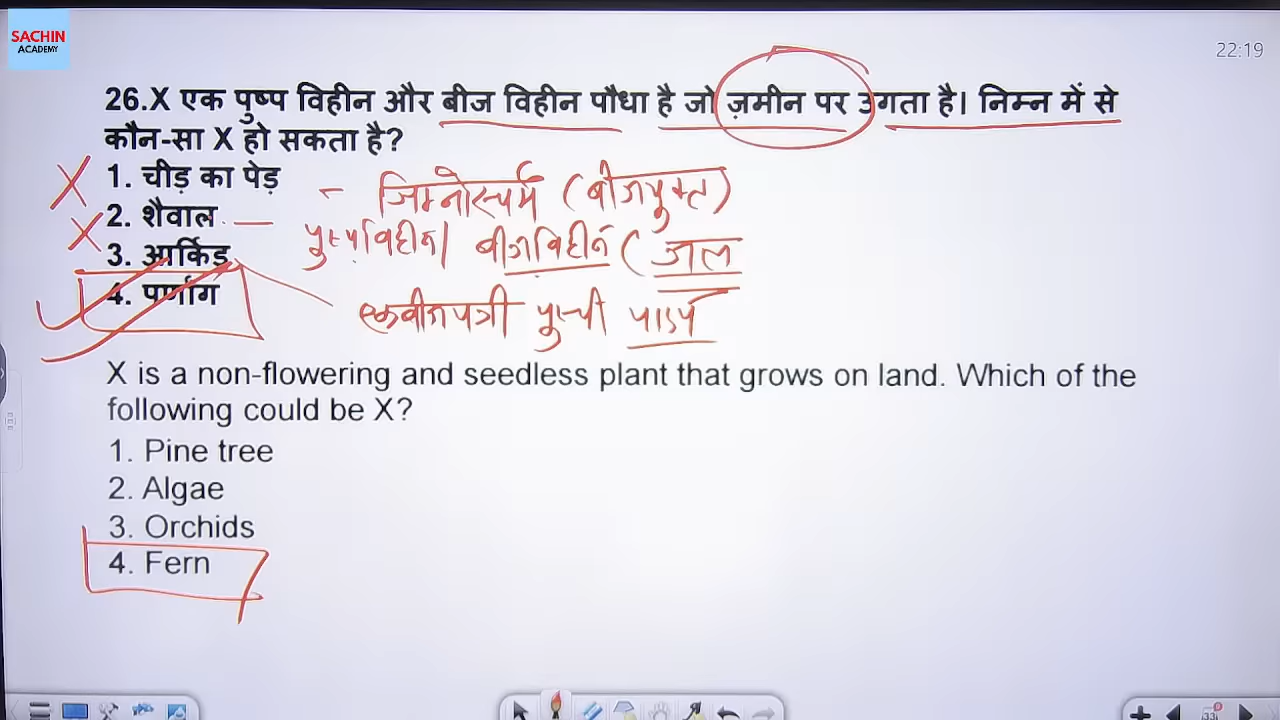 SACHIN
ACADEMY
22:19
26.X एक पुष्प विहीन और बीज विहीन पौधा है जो ज़मीन पर उगता है। निम्न में से
कौन-सा X हो सकता है?
1. चीड़ का पेड़ – जिम्नोस्पर्म (बीजयुक्त)
2. शैवाल – पुष्पविहीन। बीजविहीन (जल
3. आर्किड
एकबीजपत्री पुष्पी पादप
4. पर्णाग
X is a non-flowering and seedless plant that grows on land. Which of the
following could be X?
1. Pine tree
2. Algae
3. Orchids
4. Fern